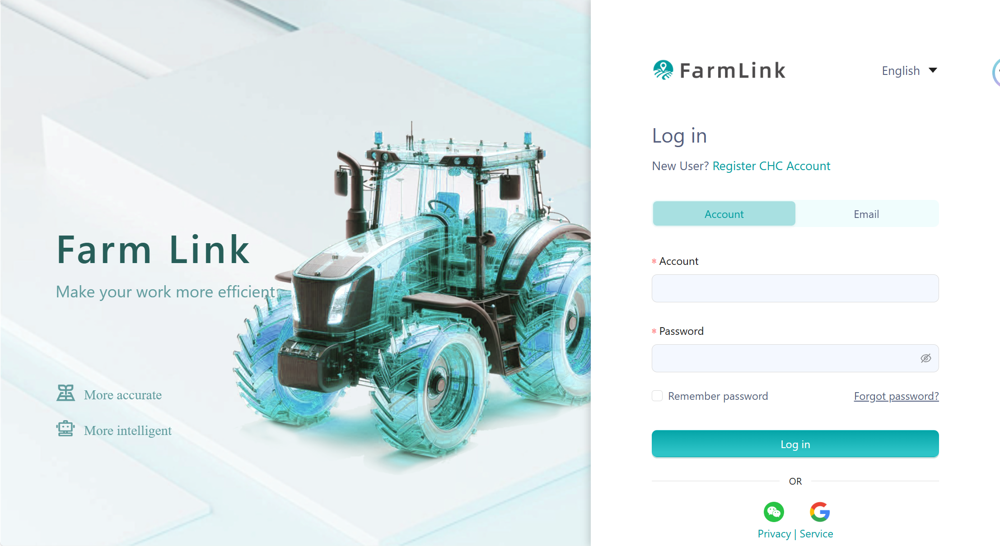 Farm Link
Make your work more efficient
More accurate
More intelligent
FarmLink
English
Log in
New User? Register CHC Account
Account
Email
* Account
* Password
Remember password
Forgot password?
Log in
OR
Privacy | Service